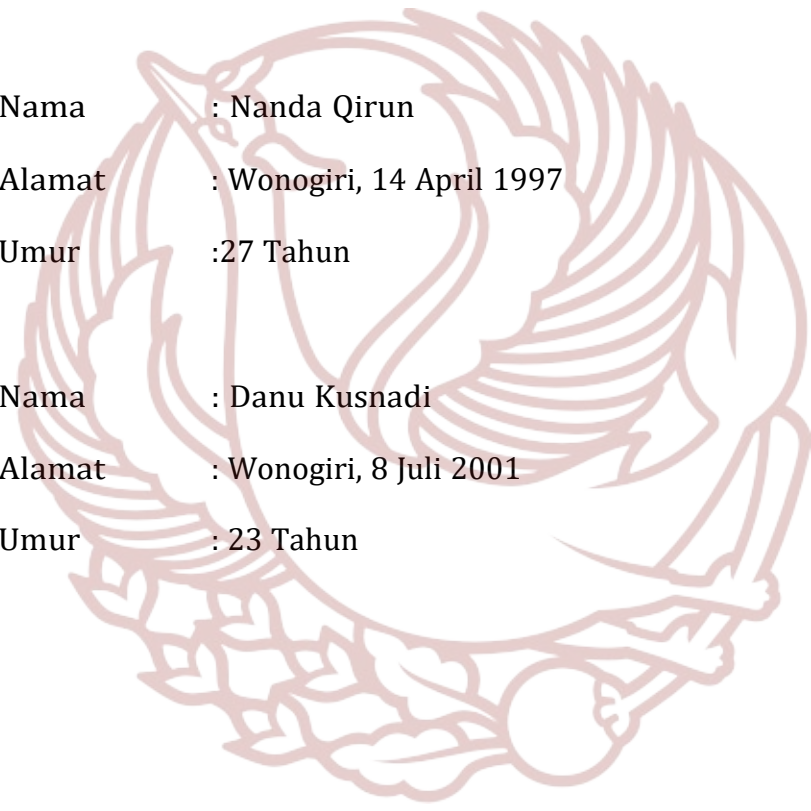 Nama : Nanda Qirun
Alamat : Wonogiri, 14 April 1997
Umur :27 Tahun
Nama : Danu Kusnadi
Alamat : Wonogiri, 8 Juli 2001
Umur : 23 Tahun